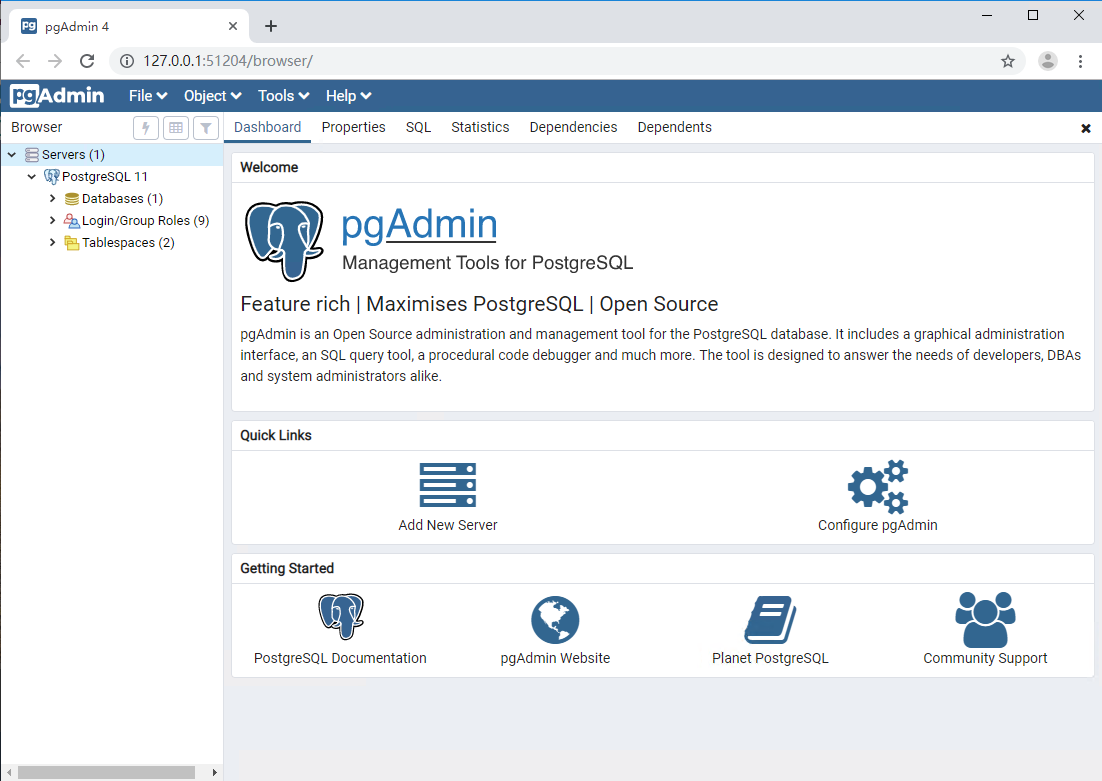 pg pgAdmin 4
127.0.0.1:51204/browser/
pgAdmin File Object Tools Help
Browser Dashboard Properties SQL Statistics Dependencies Dependents
Servers (1)
PostgreSQL 11
Databases (1)
Login/Group Roles (9)
Tablespaces (2)
Welcome
pgAdmin
Management Tools for PostgreSQL
Feature rich | Maximises PostgreSQL | Open Source
pgAdmin is an Open Source administration and management tool for the PostgreSQL database. It includes a graphical administration
interface, an SQL query tool, a procedural code debugger and much more. The tool is designed to answer the needs of developers, DBAs
and system administrators alike.
Quick Links
Add New Server Configure pgAdmin
Getting Started
PostgreSQL Documentation pgAdmin Website Planet PostgreSQL Community Support